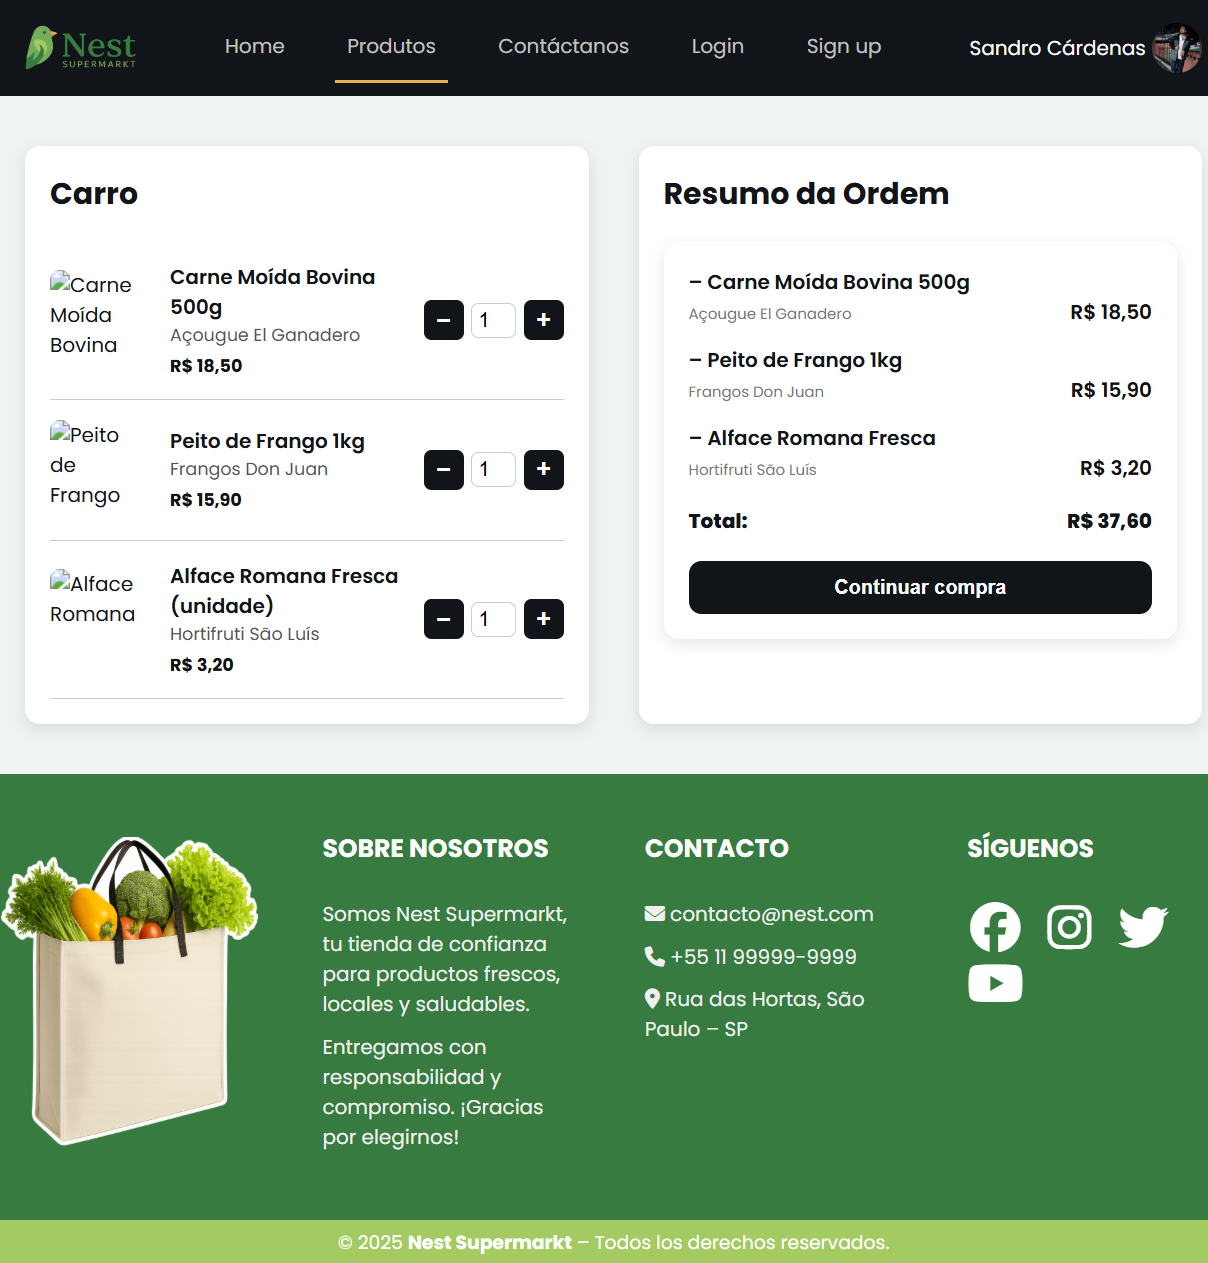 Nest
SUPERMARKT
Home
Produtos
Contáctanos
Login
Sign up
Sandro Cárdenas
Carro
Carne Moída Bovina
Carne Moída Bovina 500g
Açougue El Ganadero
R$ 18,50
− 1 +
Peito de Frango
Peito de Frango 1kg
Frangos Don Juan
R$ 15,90
− 1 +
Alface Romana
Alface Romana Fresca (unidade)
Hortifruti São Luís
R$ 3,20
− 1 +
Resumo da Ordem
– Carne Moída Bovina 500g
Açougue El Ganadero
R$ 18,50
– Peito de Frango 1kg
Frangos Don Juan
R$ 15,90
– Alface Romana Fresca
Hortifruti São Luís
R$ 3,20
Total: R$ 37,60
Continuar compra
SOBRE NOSOTROS
Somos Nest Supermarkt,
tu tienda de confianza
para productos frescos,
locales y saludables.
Entregamos con
responsabilidad y
compromiso. ¡Gracias
por elegirnos!
CONTACTO
contacto@nest.com
+55 11 99999-9999
Rua das Hortas, São
Paulo – SP
SÍGUENOS
© 2025 Nest Supermarkt – Todos los derechos reservados.